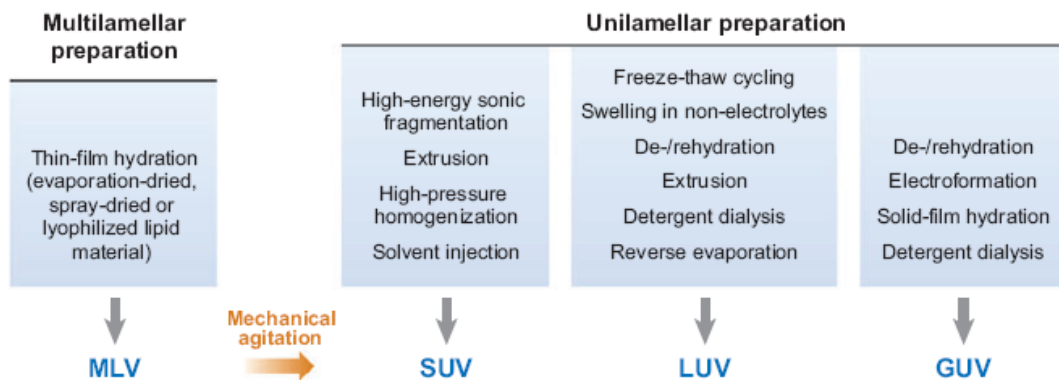 Multilamellar
preparation
Thin-film hydration
(evaporation-dried,
spray-dried or
lyophilized lipid
material)
MLV
Mechanical
agitation
Unilamellar preparation
High-energy sonic
fragmentation
Extrusion
High-pressure
homogenization
Solvent injection
SUV
Freeze-thaw cycling
Swelling in non-electrolytes
De-/rehydration
Extrusion
Detergent dialysis
Reverse evaporation
LUV
De-/rehydration
Electroformation
Solid-film hydration
Detergent dialysis
GUV